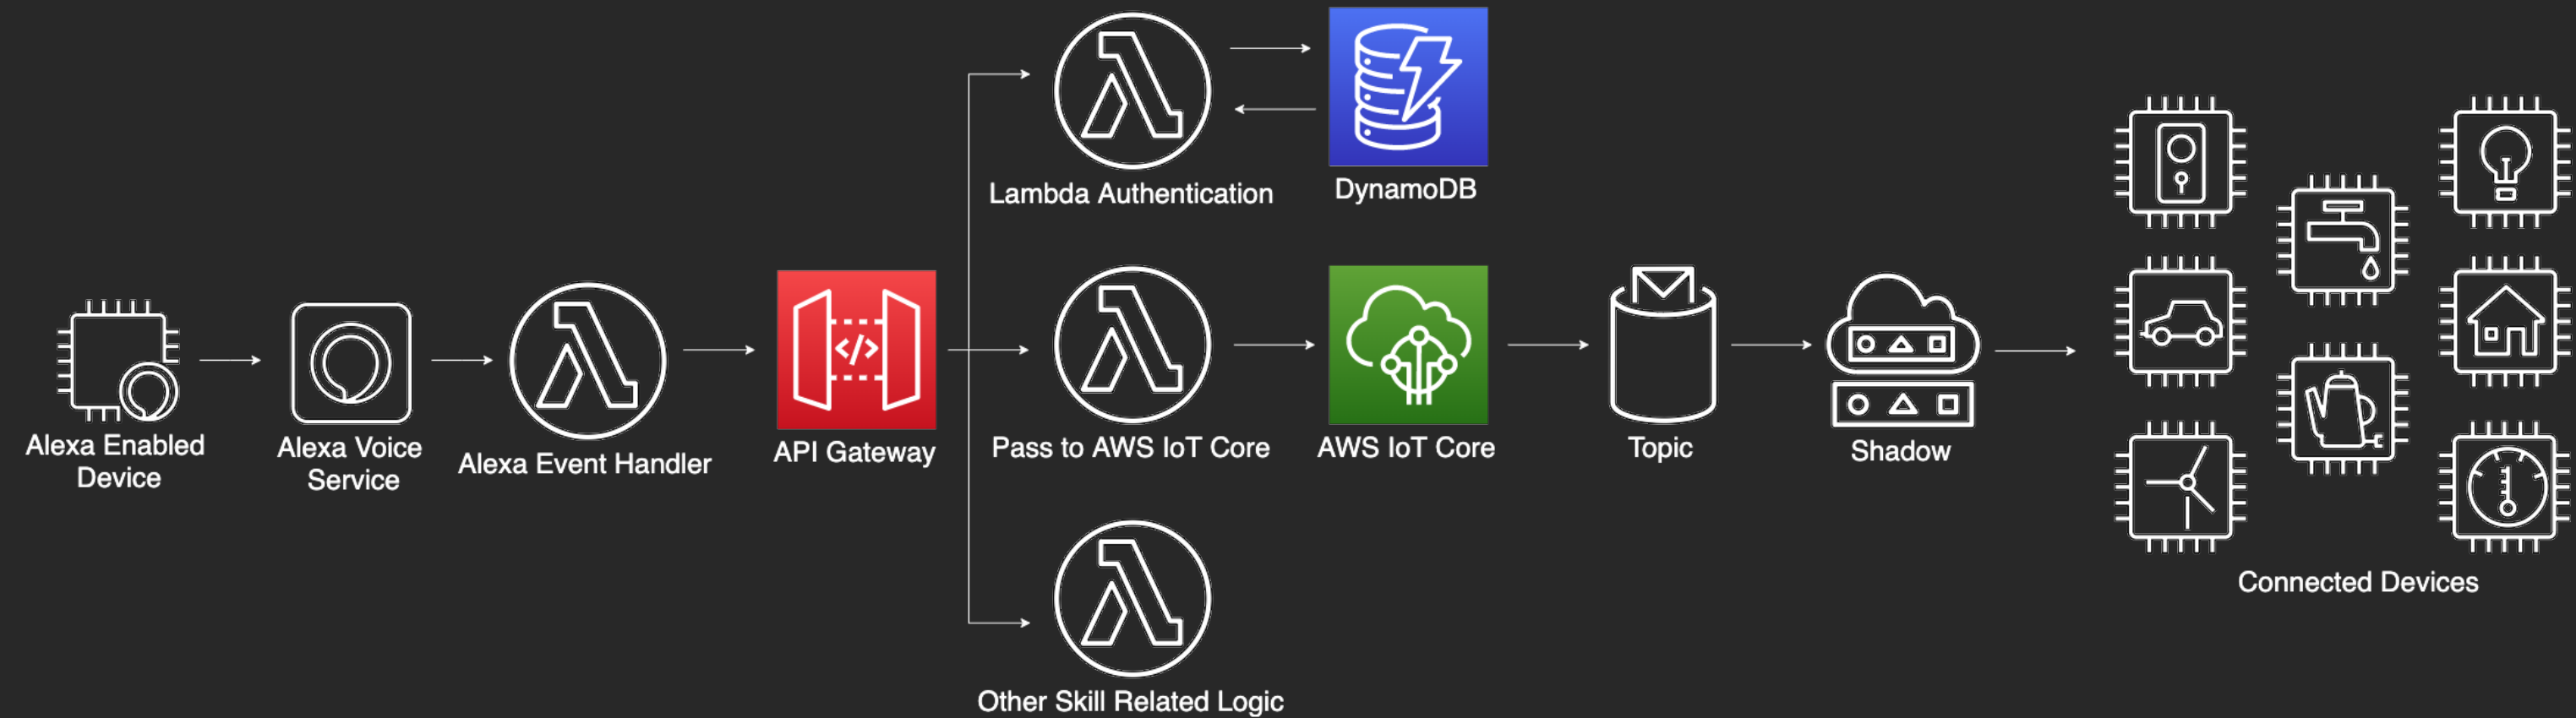 Lambda Authentication
DynamoDB
Alexa Enabled
Device
Alexa Voice
Service
Alexa Event Handler
API Gateway
</>
Pass to AWS IoT Core
AWS IoT Core
Topic
Shadow
Connected Devices
Other Skill Related Logic